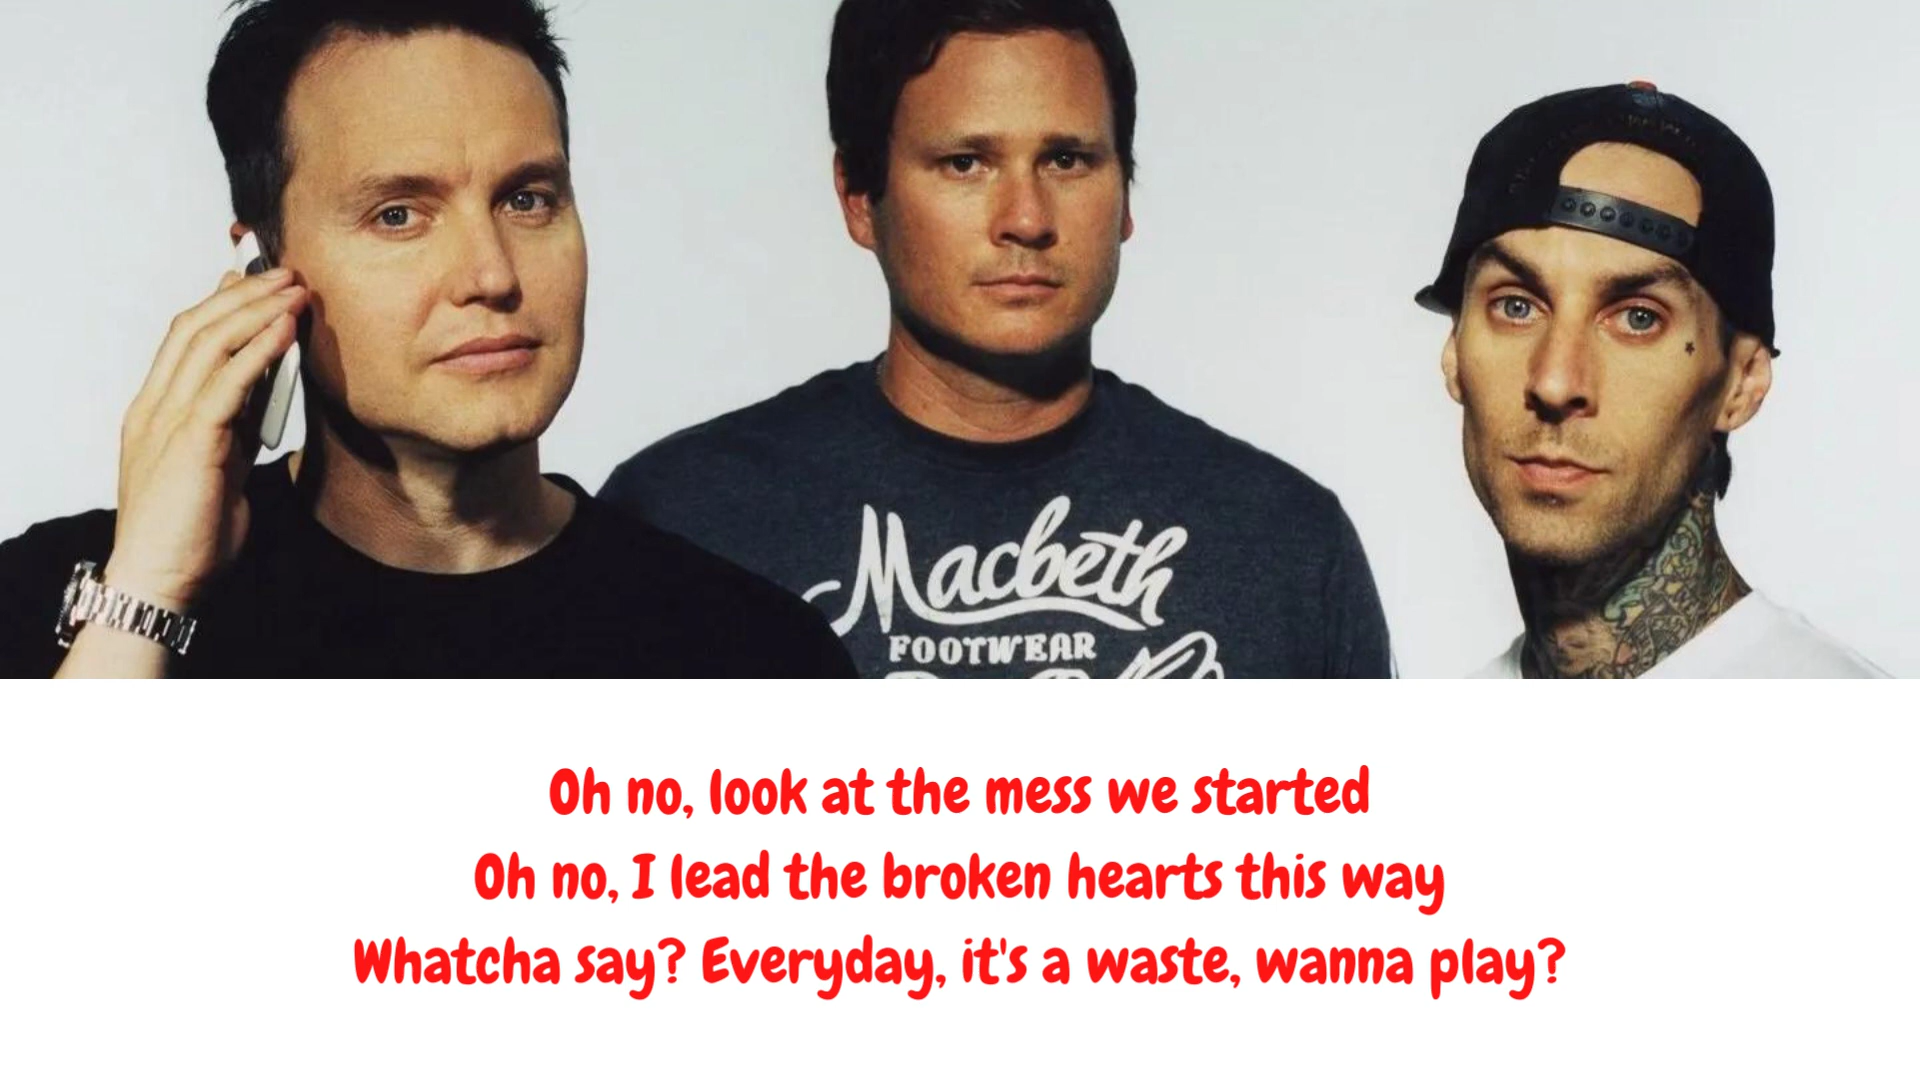 Macbeth
FOOTWEAR
Oh no, look at the mess we started
Oh no, I lead the broken hearts this way
Whatcha say? Everyday, it's a waste, wanna play?